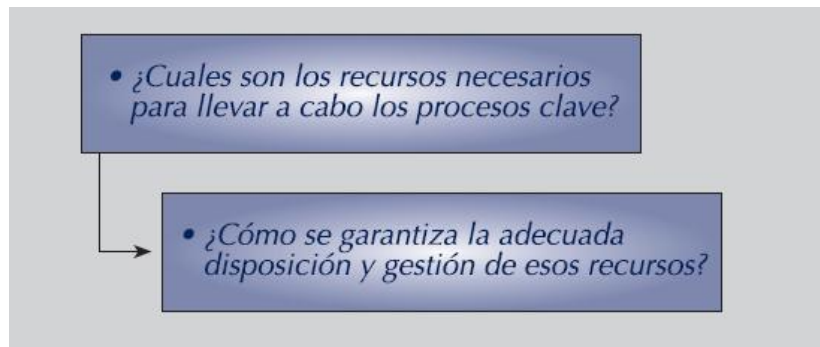 • ¿Cuales son los recursos necesarios
para llevar a cabo los procesos clave?
• ¿Cómo se garantiza la adecuada
disposición y gestión de esos recursos?